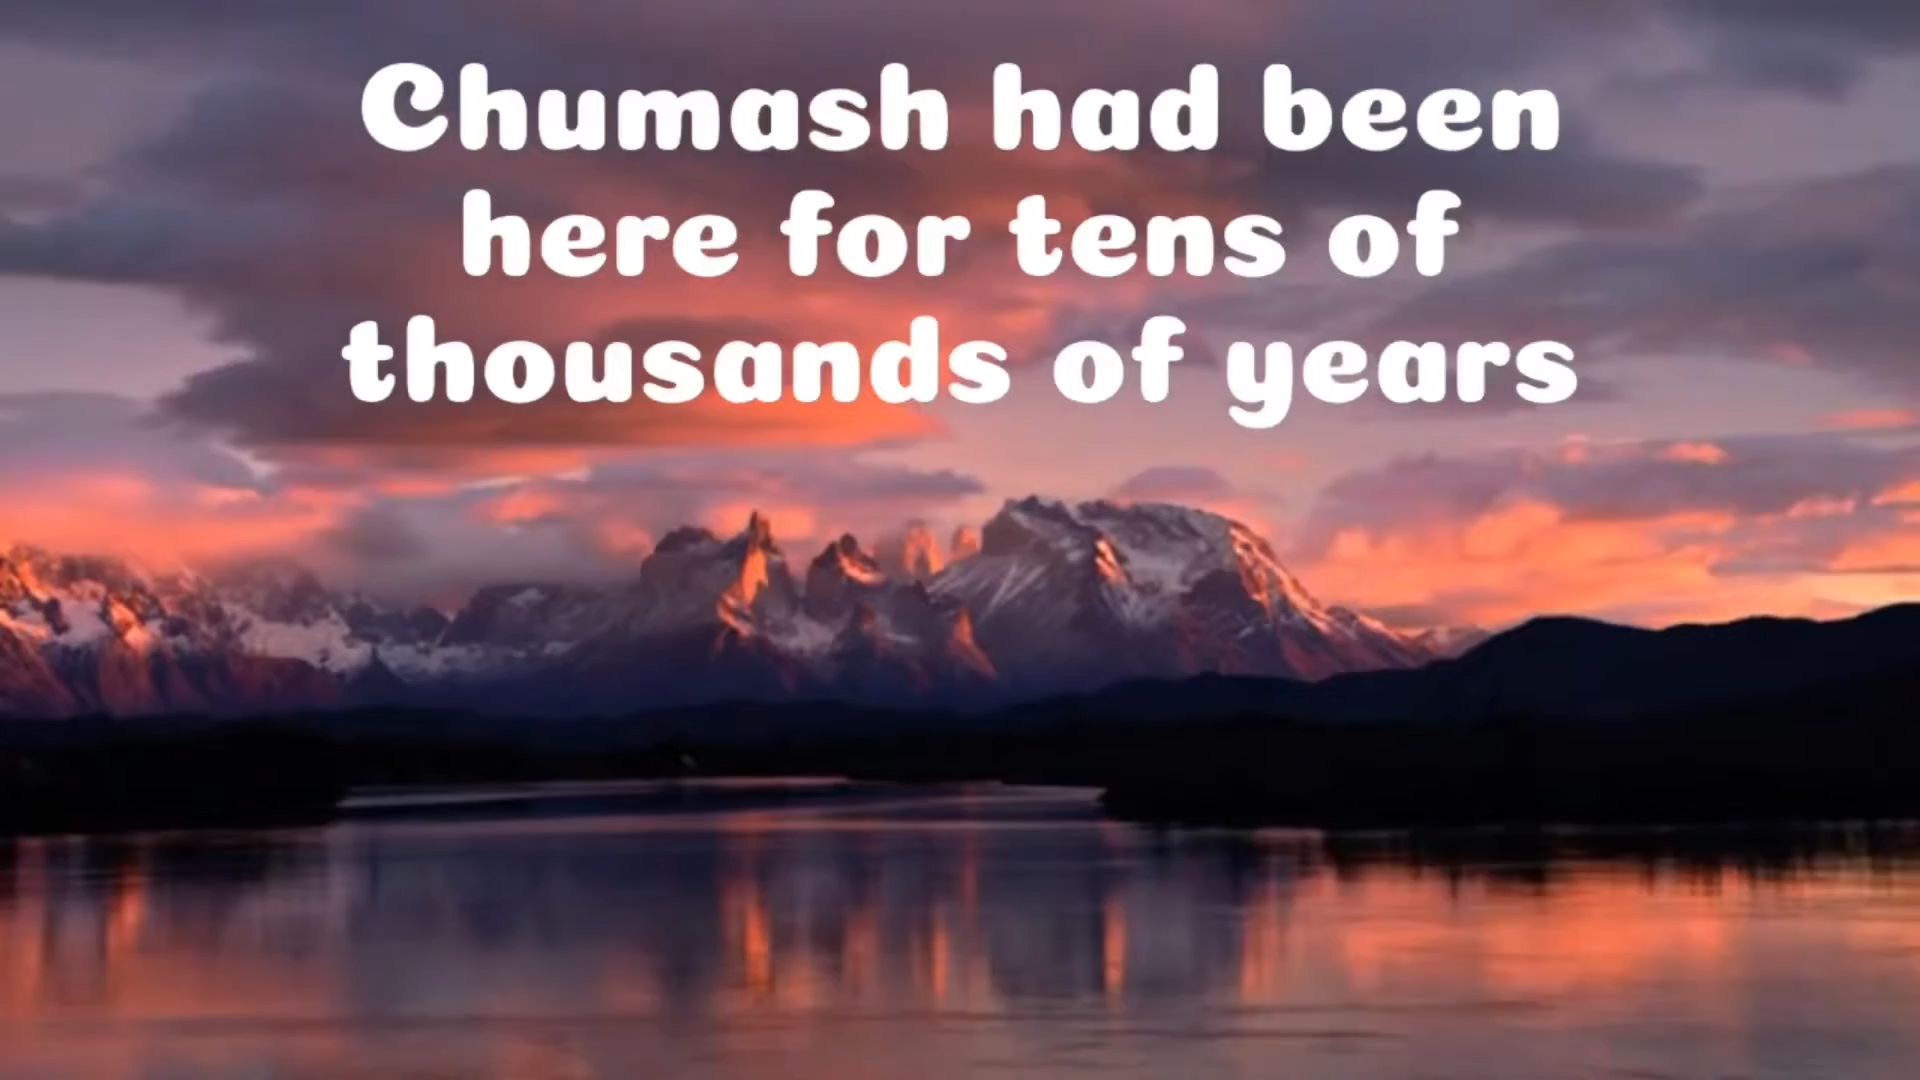 Chumash had been
here for tens of
thousands of years